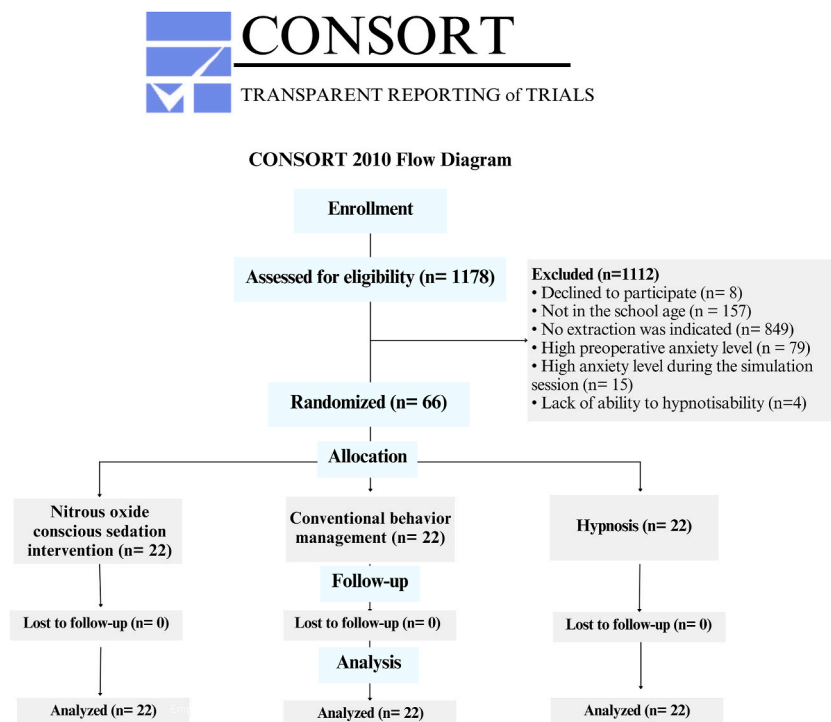 CONSORT
TRANSPARENT REPORTING of TRIALS
CONSORT 2010 Flow Diagram
Enrollment
Assessed for eligibility (n= 1178)
Excluded (n=1112)
• Declined to participate (n= 8)
• Not in the school age (n = 157)
• No extraction was indicated (n= 849)
• High preoperative anxiety level (n = 79)
• High anxiety level during the simulation
session (n= 15)
• Lack of ability to hypnotisability (n=4)
Randomized (n= 66)
Allocation
Nitrous oxide
conscious sedation
intervention (n= 22)
Conventional behavior
management (n= 22)
Hypnosis (n= 22)
Follow-up
Lost to follow-up (n= 0)
Lost to follow-up (n= 0)
Lost to follow-up (n= 0)
Analysis
Analyzed (n= 22)
Analyzed (n= 22)
Analyzed (n= 22)